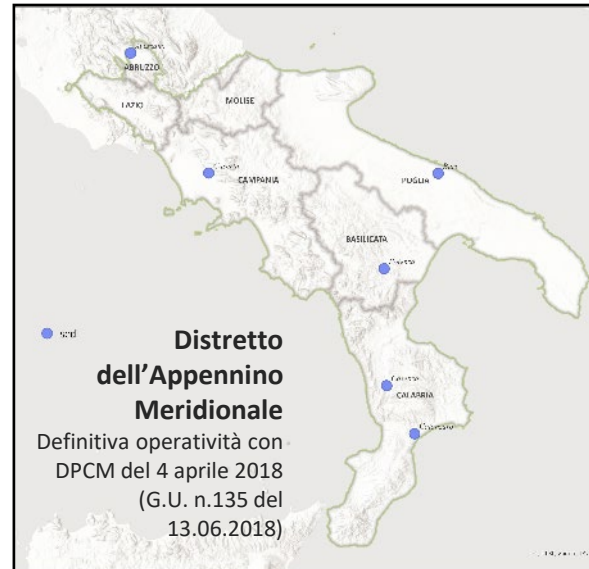 ABRUZZO
LAZIO
MOLISE
CAMPANIA
PUGLIA
Bari
BASILICATA
CALABRIA
Distretto
dell’Appennino
Meridionale
Definitiva operatività con
DPCM del 4 aprile 2018
(G.U. n.135 del
13.06.2018)